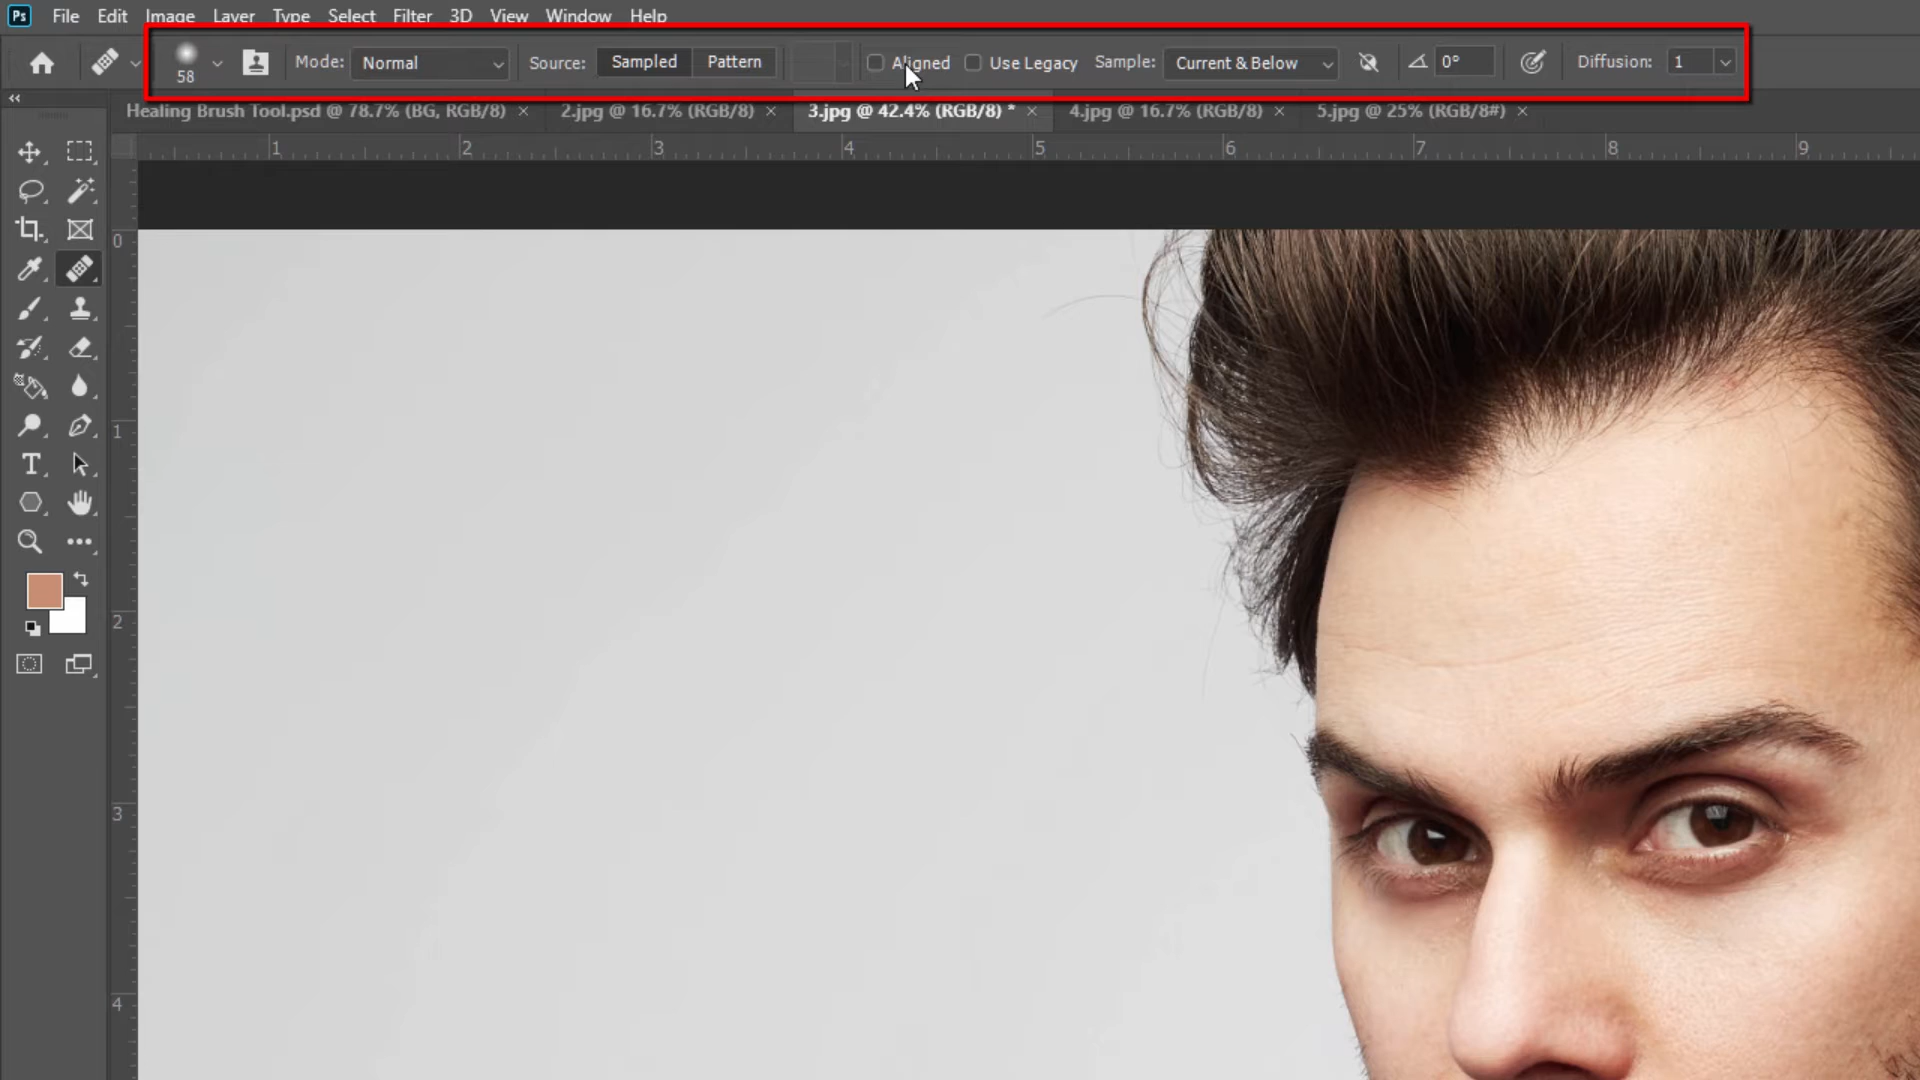 Ps File Edit Image Layer Type Select Filter 3D View Window Help
58 Mode: Normal Source: Sampled Pattern Aligned Use Legacy Sample: Current & Below 0° Diffusion: 1
Healing Brush Tool.psd @ 78.7% (BG, RGB/8) × 2.jpg @ 16.7% (RGB/8) × 3.jpg @ 42.4% (RGB/8) * × 4.jpg @ 16.7% (RGB/8) × 5.jpg @ 25% (RGB/8#) ×
1 2 3 4 5 6 7 8 9
0
1
2
3
4